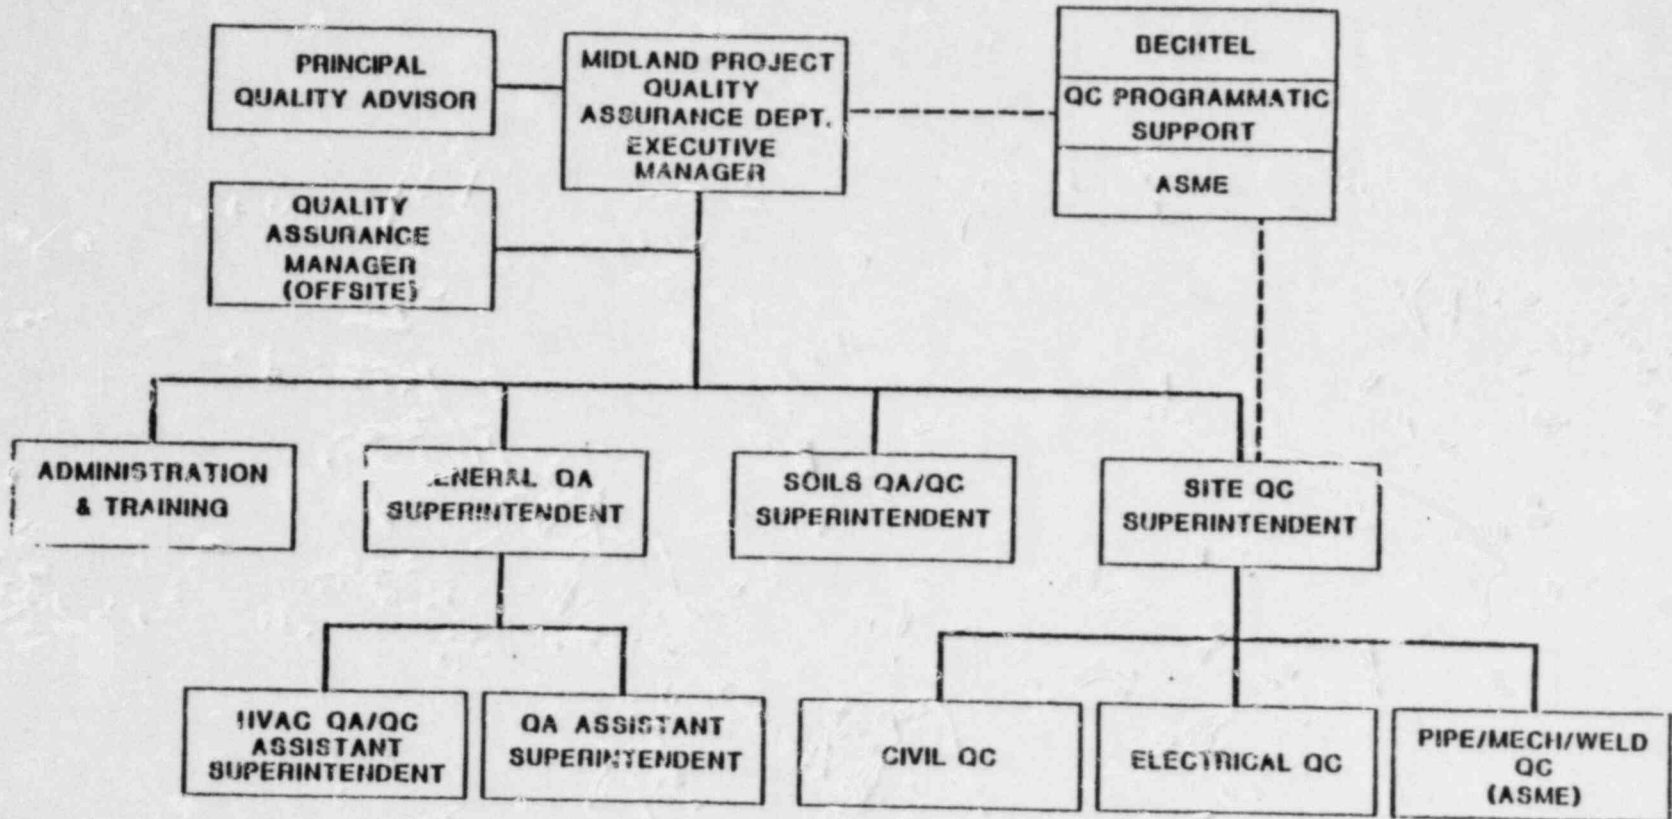 PRINCIPAL
QUALITY ADVISOR
MIDLAND PROJECT
QUALITY
ASSURANCE DEPT.
EXECUTIVE
MANAGER
BECHTEL
QC PROGRAMMATIC
SUPPORT
ASME
QUALITY
ASSURANCE
MANAGER
(OFFSITE)
ADMINISTRATION
& TRAINING
GENERAL QA
SUPERINTENDENT
SOILS QA/QC
SUPERINTENDENT
SITE QC
SUPERINTENDENT
HVAC QA/QC
ASSISTANT
SUPERINTENDENT
QA ASSISTANT
SUPERINTENDENT
CIVIL QC
ELECTRICAL QC
PIPE/MECH/WELD
QC
(ASME)